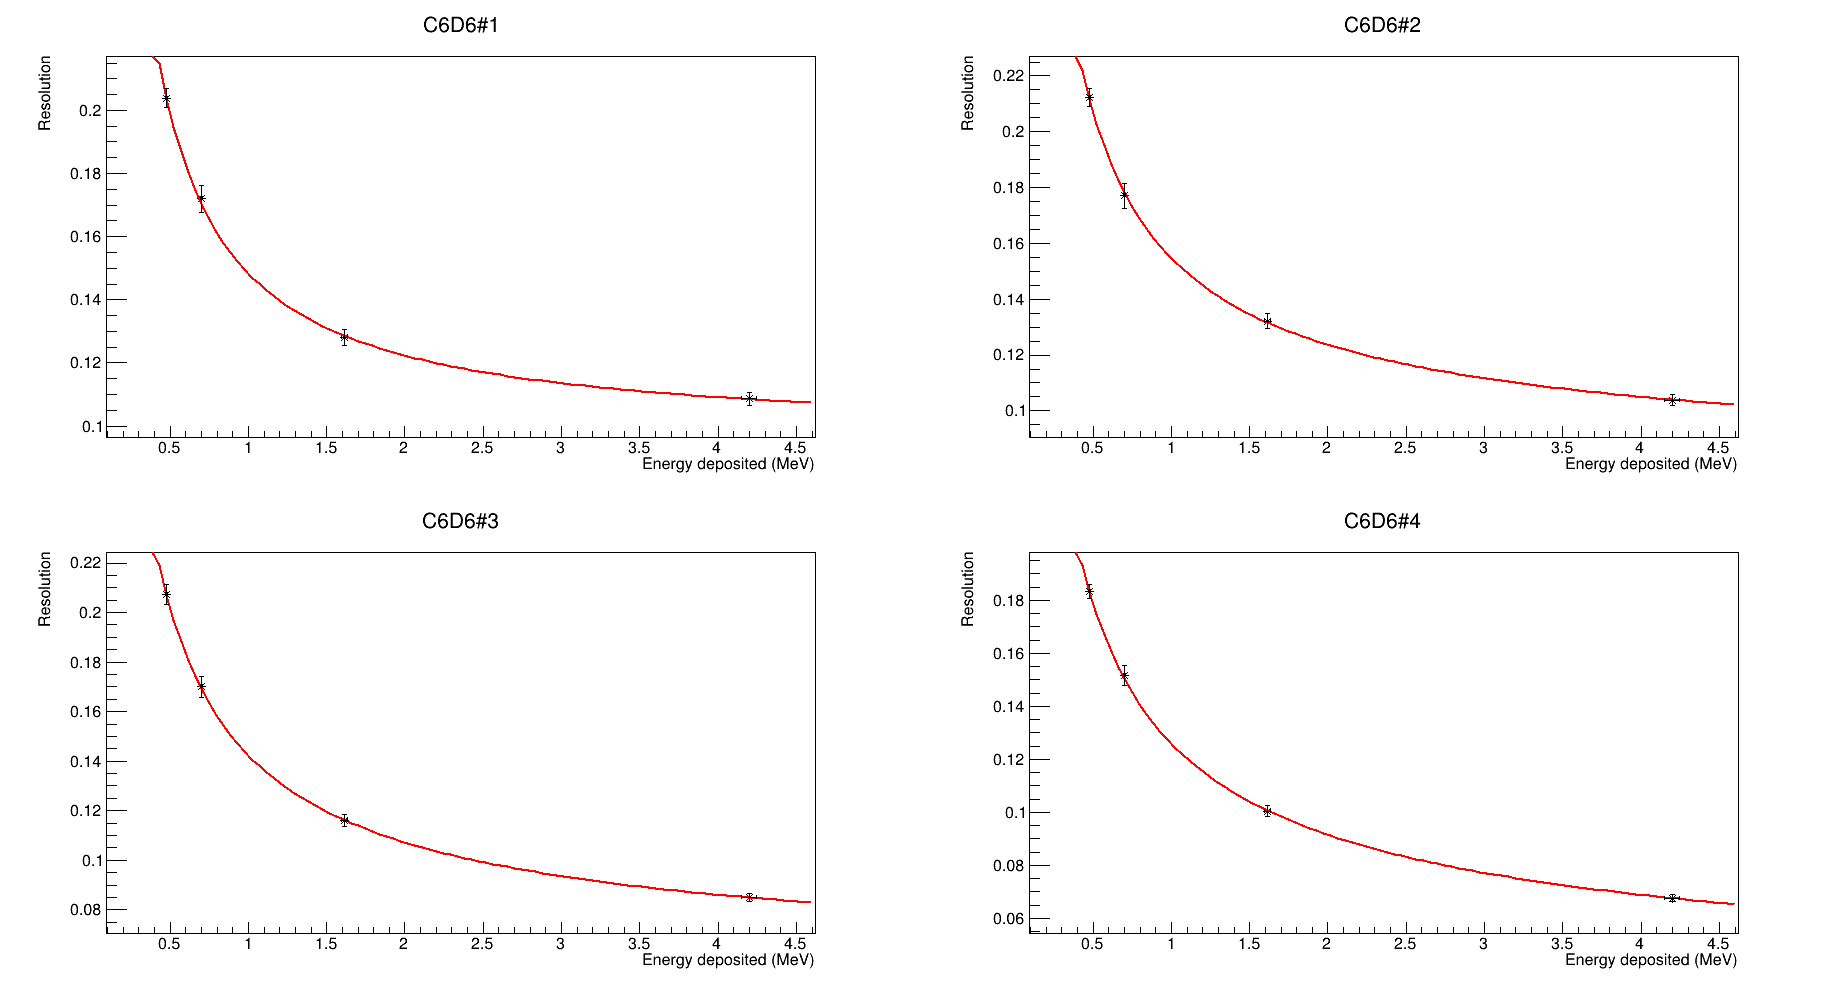 C6D6#1
Resolution
0.2
0.18
0.16
0.14
0.12
0.1
0.5 1 1.5 2 2.5 3 3.5 4 4.5
Energy deposited (MeV)
C6D6#2
Resolution
0.22
0.2
0.18
0.16
0.14
0.12
0.1
0.5 1 1.5 2 2.5 3 3.5 4 4.5
Energy deposited (MeV)
C6D6#3
Resolution
0.22
0.2
0.18
0.16
0.14
0.12
0.1
0.08
0.5 1 1.5 2 2.5 3 3.5 4 4.5
Energy deposited (MeV)
C6D6#4
Resolution
0.18
0.16
0.14
0.12
0.1
0.08
0.06
0.5 1 1.5 2 2.5 3 3.5 4 4.5
Energy deposited (MeV)